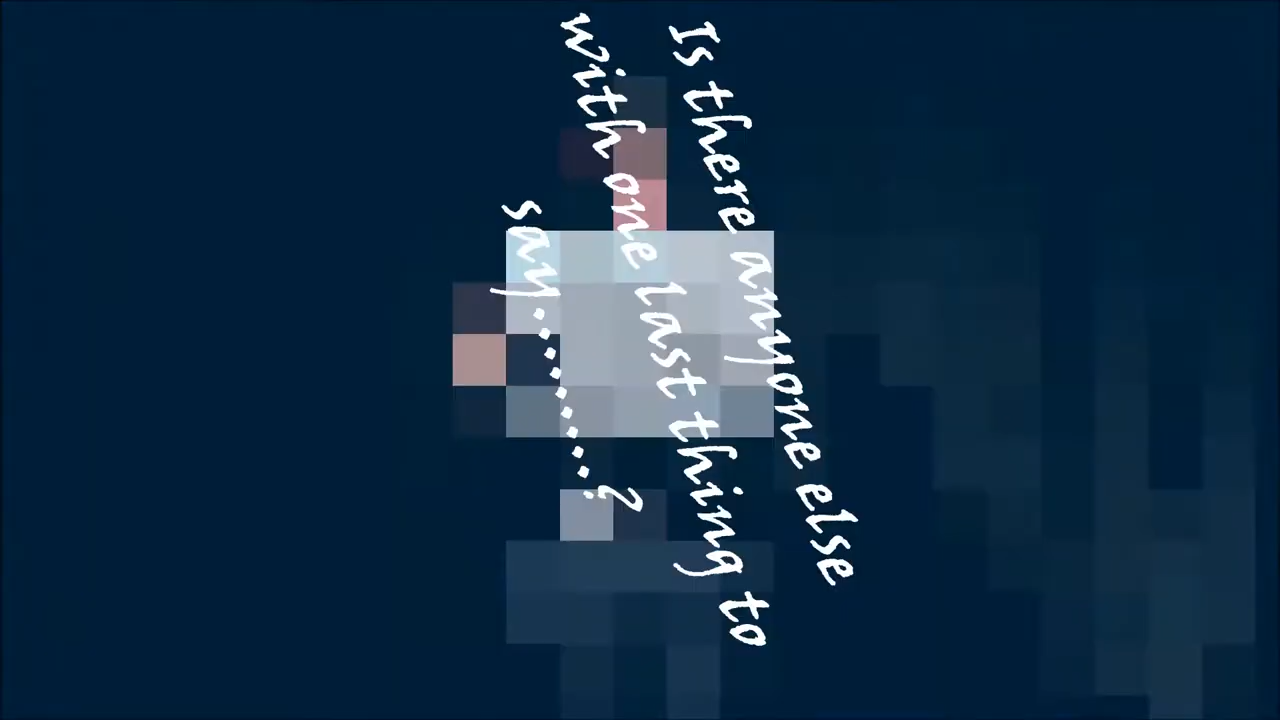 Is there anyone else
with one last thing to
say.........?